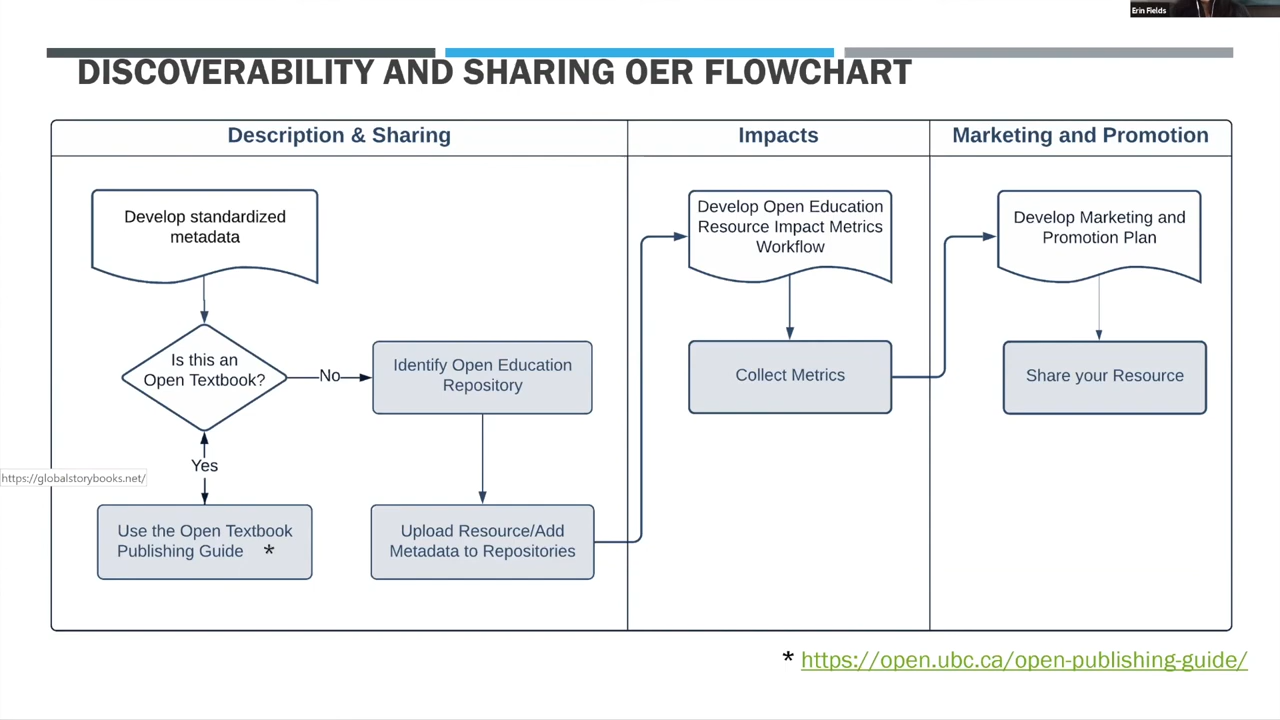 Erin Fields
DISCOVERABILITY AND SHARING OER FLOWCHART
Description & Sharing
Impacts
Marketing and Promotion
Develop standardized
metadata
Is this an
Open Textbook?
No
Identify Open Education
Repository
Yes
https://globalstorybooks.net/
Use the Open Textbook
Publishing Guide *
Upload Resource/Add
Metadata to Repositories
Develop Open Education
Resource Impact Metrics
Workflow
Collect Metrics
Develop Marketing and
Promotion Plan
Share your Resource
* https://open.ubc.ca/open-publishing-guide/